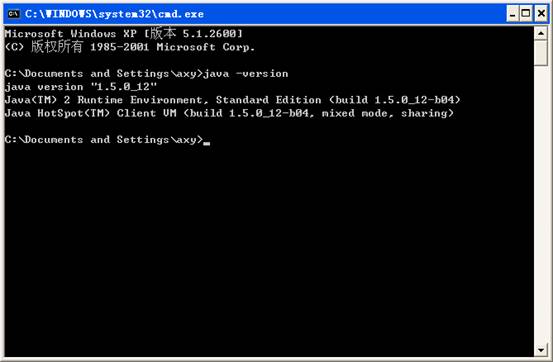 C:\WINDOWS\system32\cmd.exe
Microsoft Windows XP [版本 5.1.2600]
(C) 版权所有 1985-2001 Microsoft Corp.
C:\Documents and Settings\axy>java -version
java version "1.5.0_12"
Java(TM) 2 Runtime Environment, Standard Edition (build 1.5.0_12-b04)
Java HotSpot(TM) Client VM (build 1.5.0_12-b04, mixed mode, sharing)
C:\Documents and Settings\axy>_